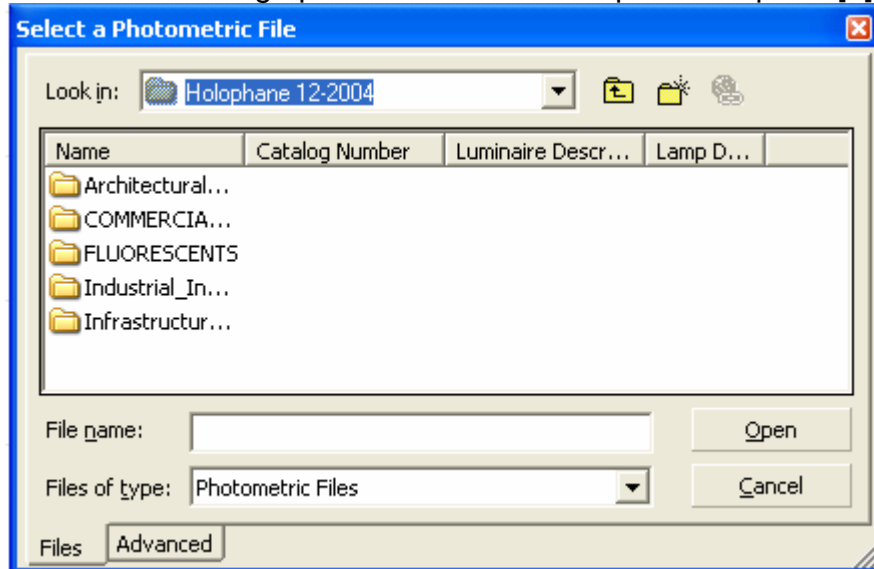 Select a Photometric File
Look in: Holophane 12-2004
Name Catalog Number Luminaire Descr... Lamp D...
Architectural...
COMMERCIA...
FLUORESCENTS
Industrial_In...
Infrastructur...
File name: Open
Files of type: Photometric Files Cancel
Files Advanced